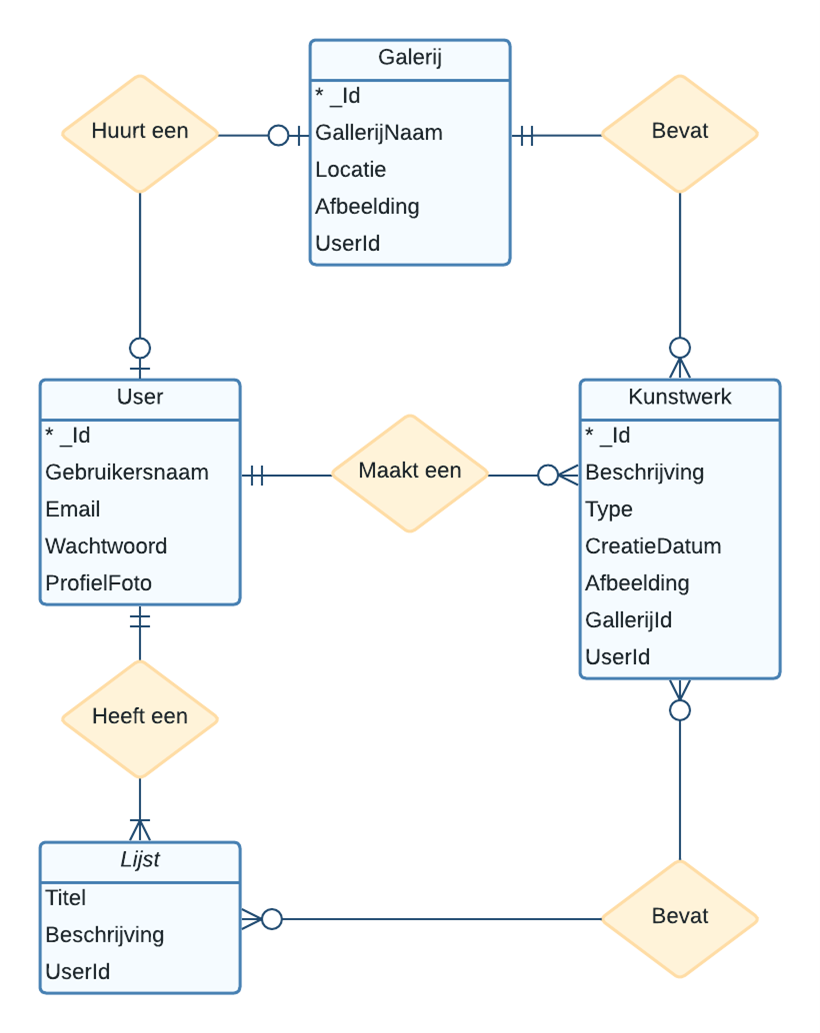 Galerij
* _Id
GallerijNaam
Locatie
Afbeelding
UserId
Huurt een
Bevat
User
* _Id
Gebruikersnaam
Email
Wachtwoord
ProfielFoto
Maakt een
Kunstwerk
* _Id
Beschrijving
Type
CreatieDatum
Afbeelding
GallerijId
UserId
Heeft een
Lijst
Titel
Beschrijving
UserId
Bevat